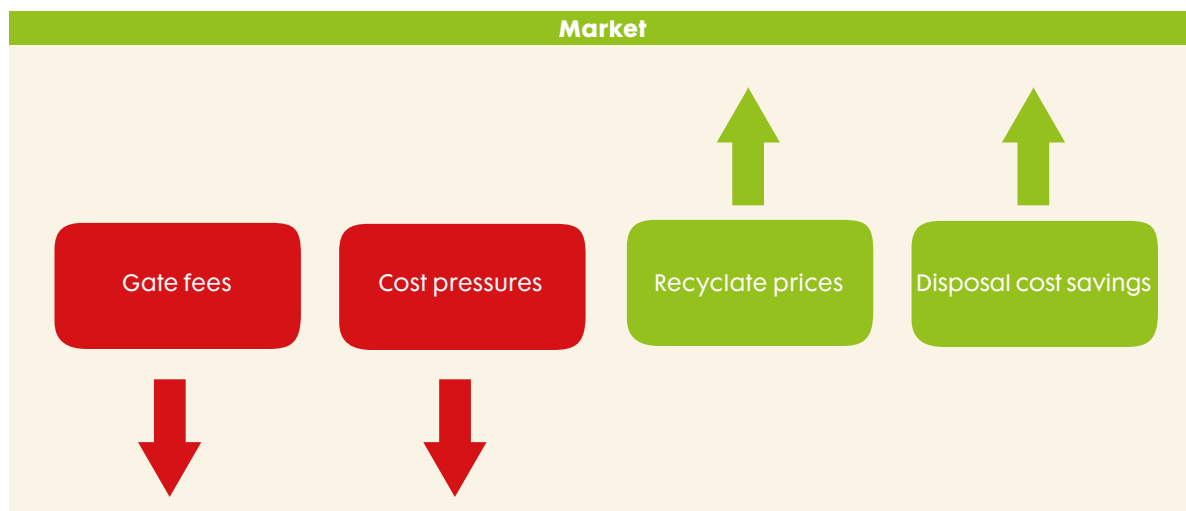 Market
Gate fees
Cost pressures
Recyclate prices
Disposal cost savings